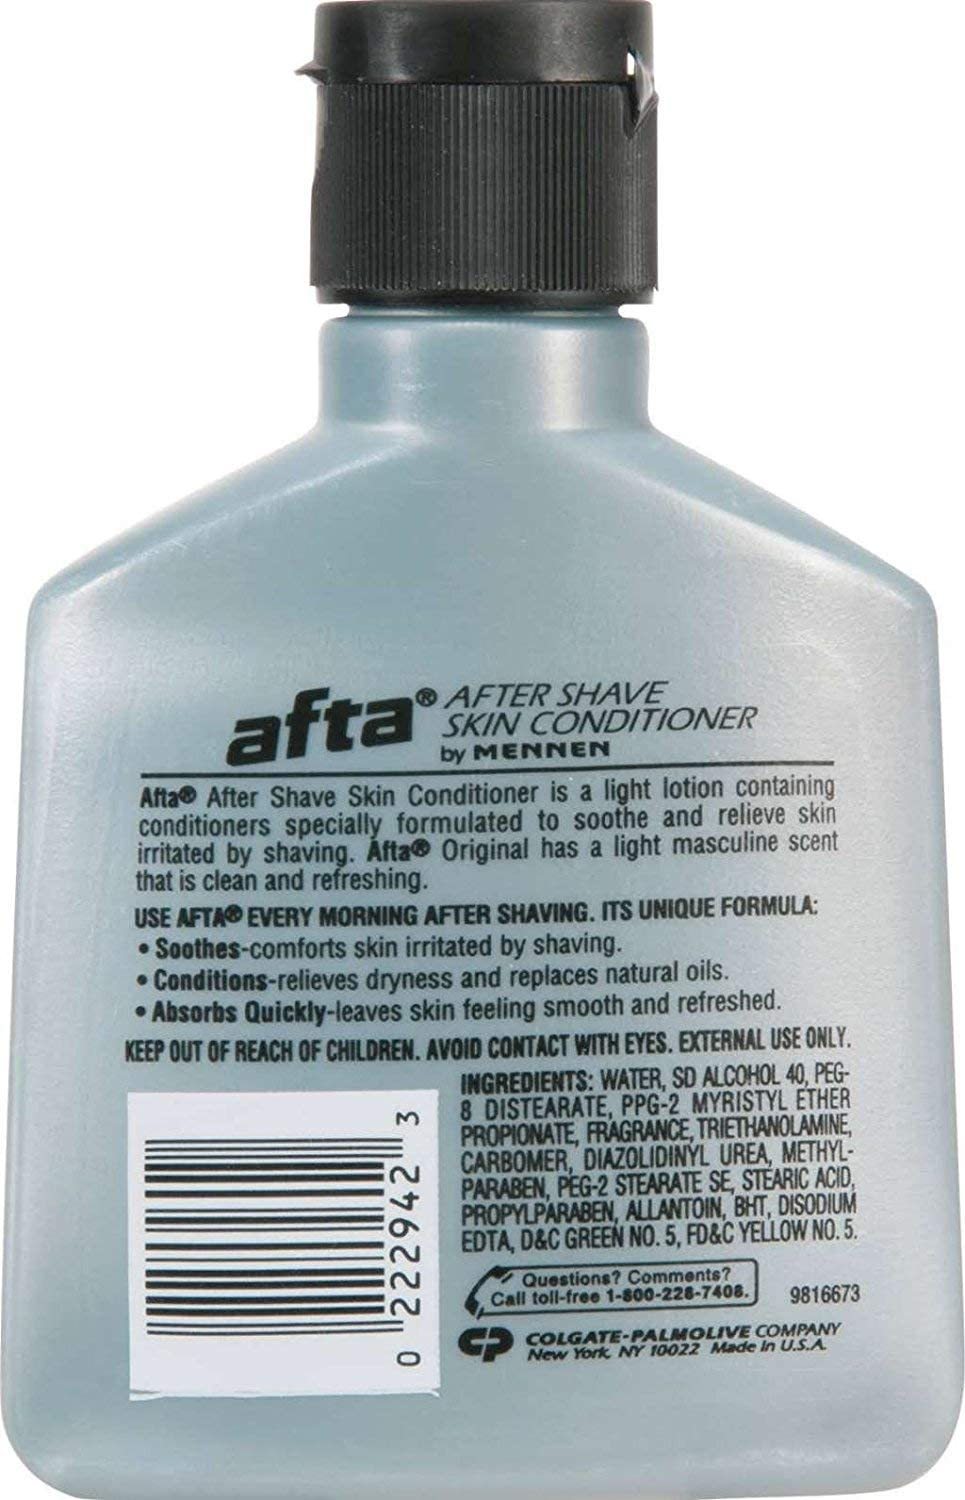 afta® AFTER SHAVE
SKIN CONDITIONER
by MENNEN
Afta® After Shave Skin Conditioner is a light lotion containing
conditioners specially formulated to soothe and relieve skin
irritated by shaving. Afta® Original has a light masculine scent
that is clean and refreshing.
USE AFTA® EVERY MORNING AFTER SHAVING. ITS UNIQUE FORMULA:
• Soothes-comforts skin irritated by shaving.
• Conditions-relieves dryness and replaces natural oils.
• Absorbs Quickly-leaves skin feeling smooth and refreshed.
KEEP OUT OF REACH OF CHILDREN. AVOID CONTACT WITH EYES. EXTERNAL USE ONLY.
INGREDIENTS: WATER, SD ALCOHOL 40, PEG-
8 DISTEARATE, PPG-2 MYRISTYL ETHER
PROPIONATE, FRAGRANCE, TRIETHANOLAMINE,
CARBOMER, DIAZOLIDINYL UREA, METHYL-
PARABEN, PEG-2 STEARATE SE, STEARIC ACID,
PROPYLPARABEN, ALLANTOIN, BHT, DISODIUM
EDTA, D&C GREEN NO. 5, FD&C YELLOW NO. 5.
0 222942 3
Questions? Comments?
Call toll-free 1-800-228-7408.
9816673
CP COLGATE-PALMOLIVE COMPANY
New York, NY 10022 Made in U.S.A.